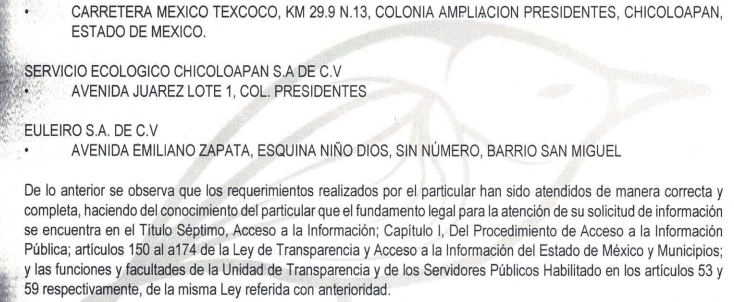 • CARRETERA MEXICO TEXCOCO, KM 29.9 N.13, COLONIA AMPLIACION PRESIDENTES, CHICOLOAPAN,
ESTADO DE MEXICO.
SERVICIO ECOLOGICO CHICOLOAPAN S.A DE C.V
• AVENIDA JUAREZ LOTE 1, COL. PRESIDENTES
EULEIRO S.A. DE C.V
• AVENIDA EMILIANO ZAPATA, ESQUINA NIÑO DIOS, SIN NÚMERO, BARRIO SAN MIGUEL
De lo anterior se observa que los requerimientos realizados por el particular han sido atendidos de manera correcta y
completa, haciendo del conocimiento del particular que el fundamento legal para la atención de su solicitud de información
se encuentra en el Título Séptimo, Acceso a la Información; Capítulo I, Del Procedimiento de Acceso a la Información
Pública; artículos 150 al a174 de la Ley de Transparencia y Acceso a la Información del Estado de México y Municipios;
y las funciones y facultades de la Unidad de Transparencia y de los Servidores Públicos Habilitado en los artículos 53 y
59 respectivamente, de la misma Ley referida con anterioridad.